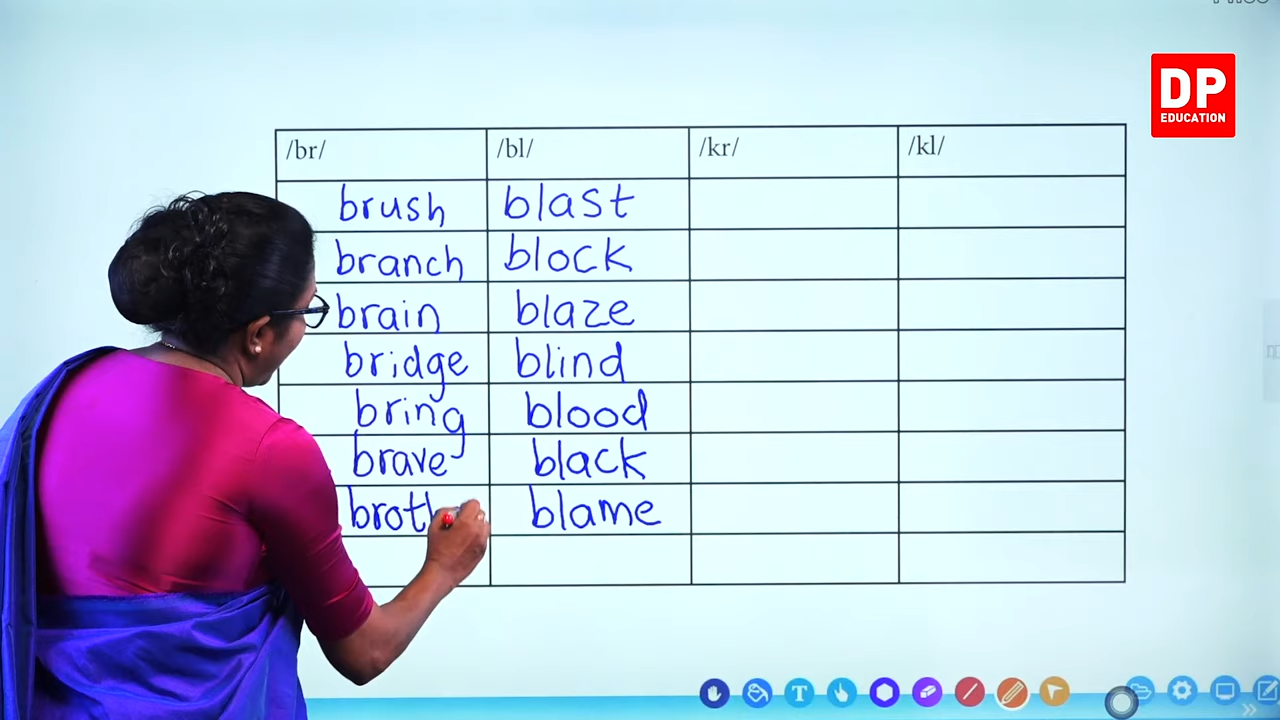 DP
EDUCATION
/br/ /bl/ /kr/ /kl/
brush blast
branch block
brain blaze
bridge blind
bring blood
brave black
broth blame